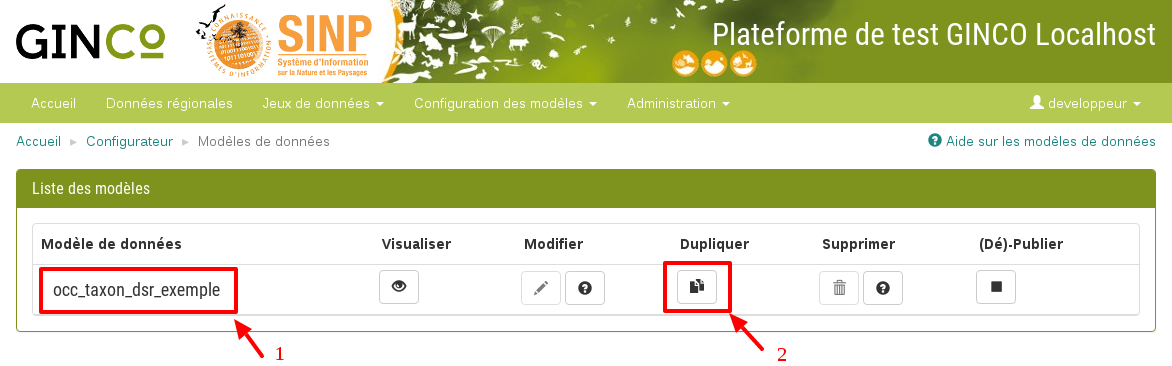 GINCO
SINP
Système d'Information
sur la Nature et les Paysages
Plateforme de test GINCO Localhost
Accueil Données régionales Jeux de données Configuration des modèles Administration developpeur
Accueil ▸ Configurateur ▸ Modèles de données Aide sur les modèles de données
Liste des modèles
Modèle de données Visualiser Modifier Dupliquer Supprimer (Dé)-Publier
occ_taxon_dsr_exemple
1 2